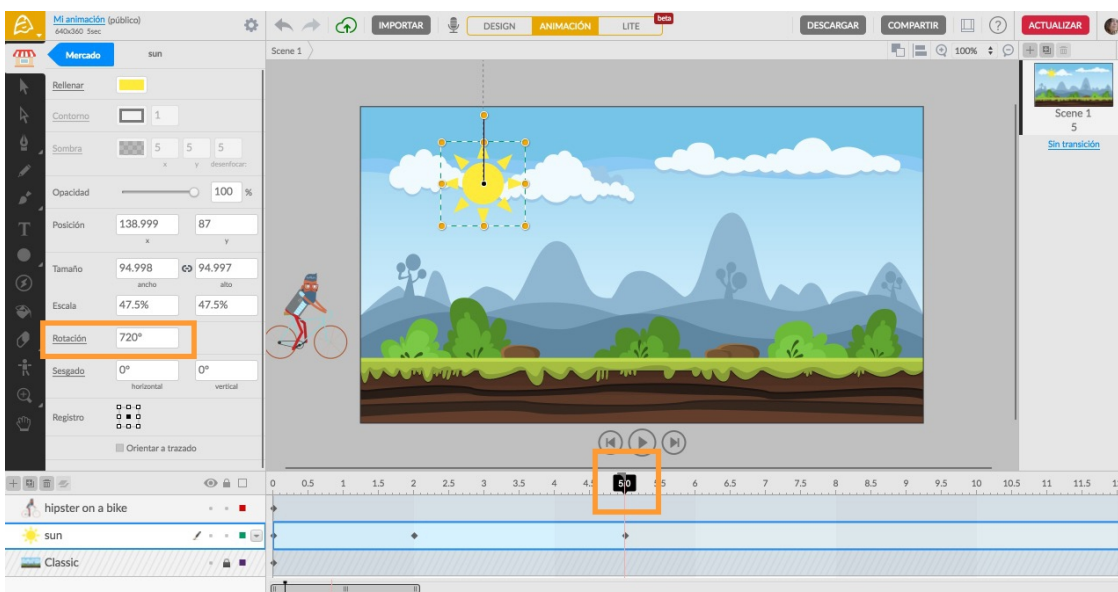 Mi animación (público)
640x360 5sec
IMPORTAR
DESIGN ANIMACIÓN LITE beta
DESCARGAR COMPARTIR ? ACTUALIZAR
Mercado sun
Scene 1
100%
Rellenar
Contorno 1
Sombra 5 5 5
x y desenfocar:
Opacidad 100 %
Posición 138.999 87
x y
Tamaño 94.998 94.997
ancho alto
Escala 47.5% 47.5%
Rotación 720°
Sesgado 0° 0°
horizontal vertical
Registro
Orientar a trazado
T
Scene 1
5
Sin transición
0 0.5 1 1.5 2 2.5 3 3.5 4 4.5 5.0 5.5 6 6.5 7 7.5 8 8.5 9 9.5 10 10.5 11 11.5
hipster on a bike
sun
Classic